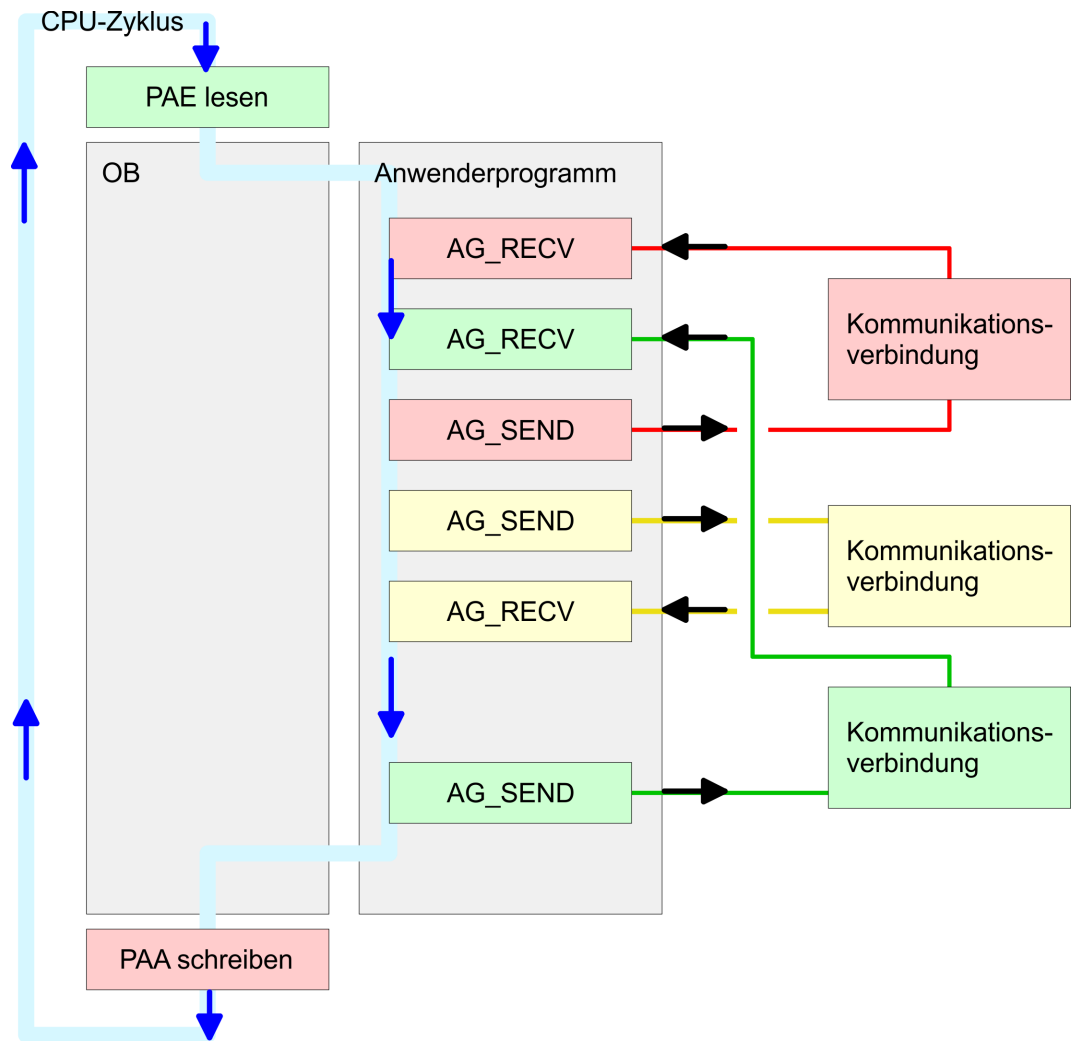 CPU-Zyklus
PAE lesen
OB
Anwenderprogramm
AG_RECV
AG_RECV
AG_SEND
AG_SEND
AG_RECV
AG_SEND
Kommunikations-
verbindung
Kommunikations-
verbindung
Kommunikations-
verbindung
PAA schreiben